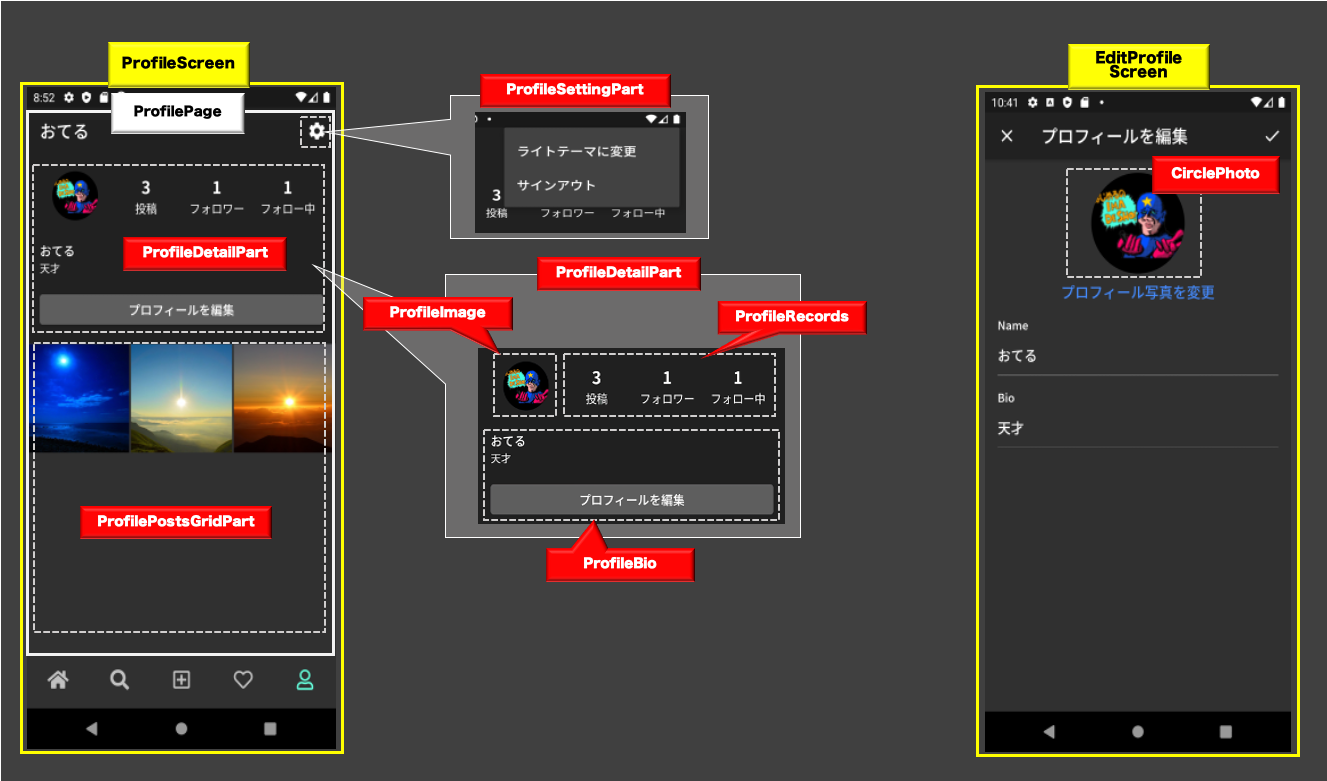 ProfileScreen
8:52
ProfilePage
おてる
3
1
1
投稿
フォロワー
フォロー中
おてる
天才
ProfileDetailPart
プロフィールを編集
ProfilePostsGridPart
ProfileSettingPart
ライトテーマに変更
サインアウト
3
投稿
フォロワー
フォロー中
ProfileDetailPart
ProfileImage
ProfileRecords
3
1
1
投稿
フォロワー
フォロー中
おてる
天才
プロフィールを編集
ProfileBio
EditProfile
Screen
10:41
プロフィールを編集
CirclePhoto
プロフィール写真を変更
Name
おてる
Bio
天才